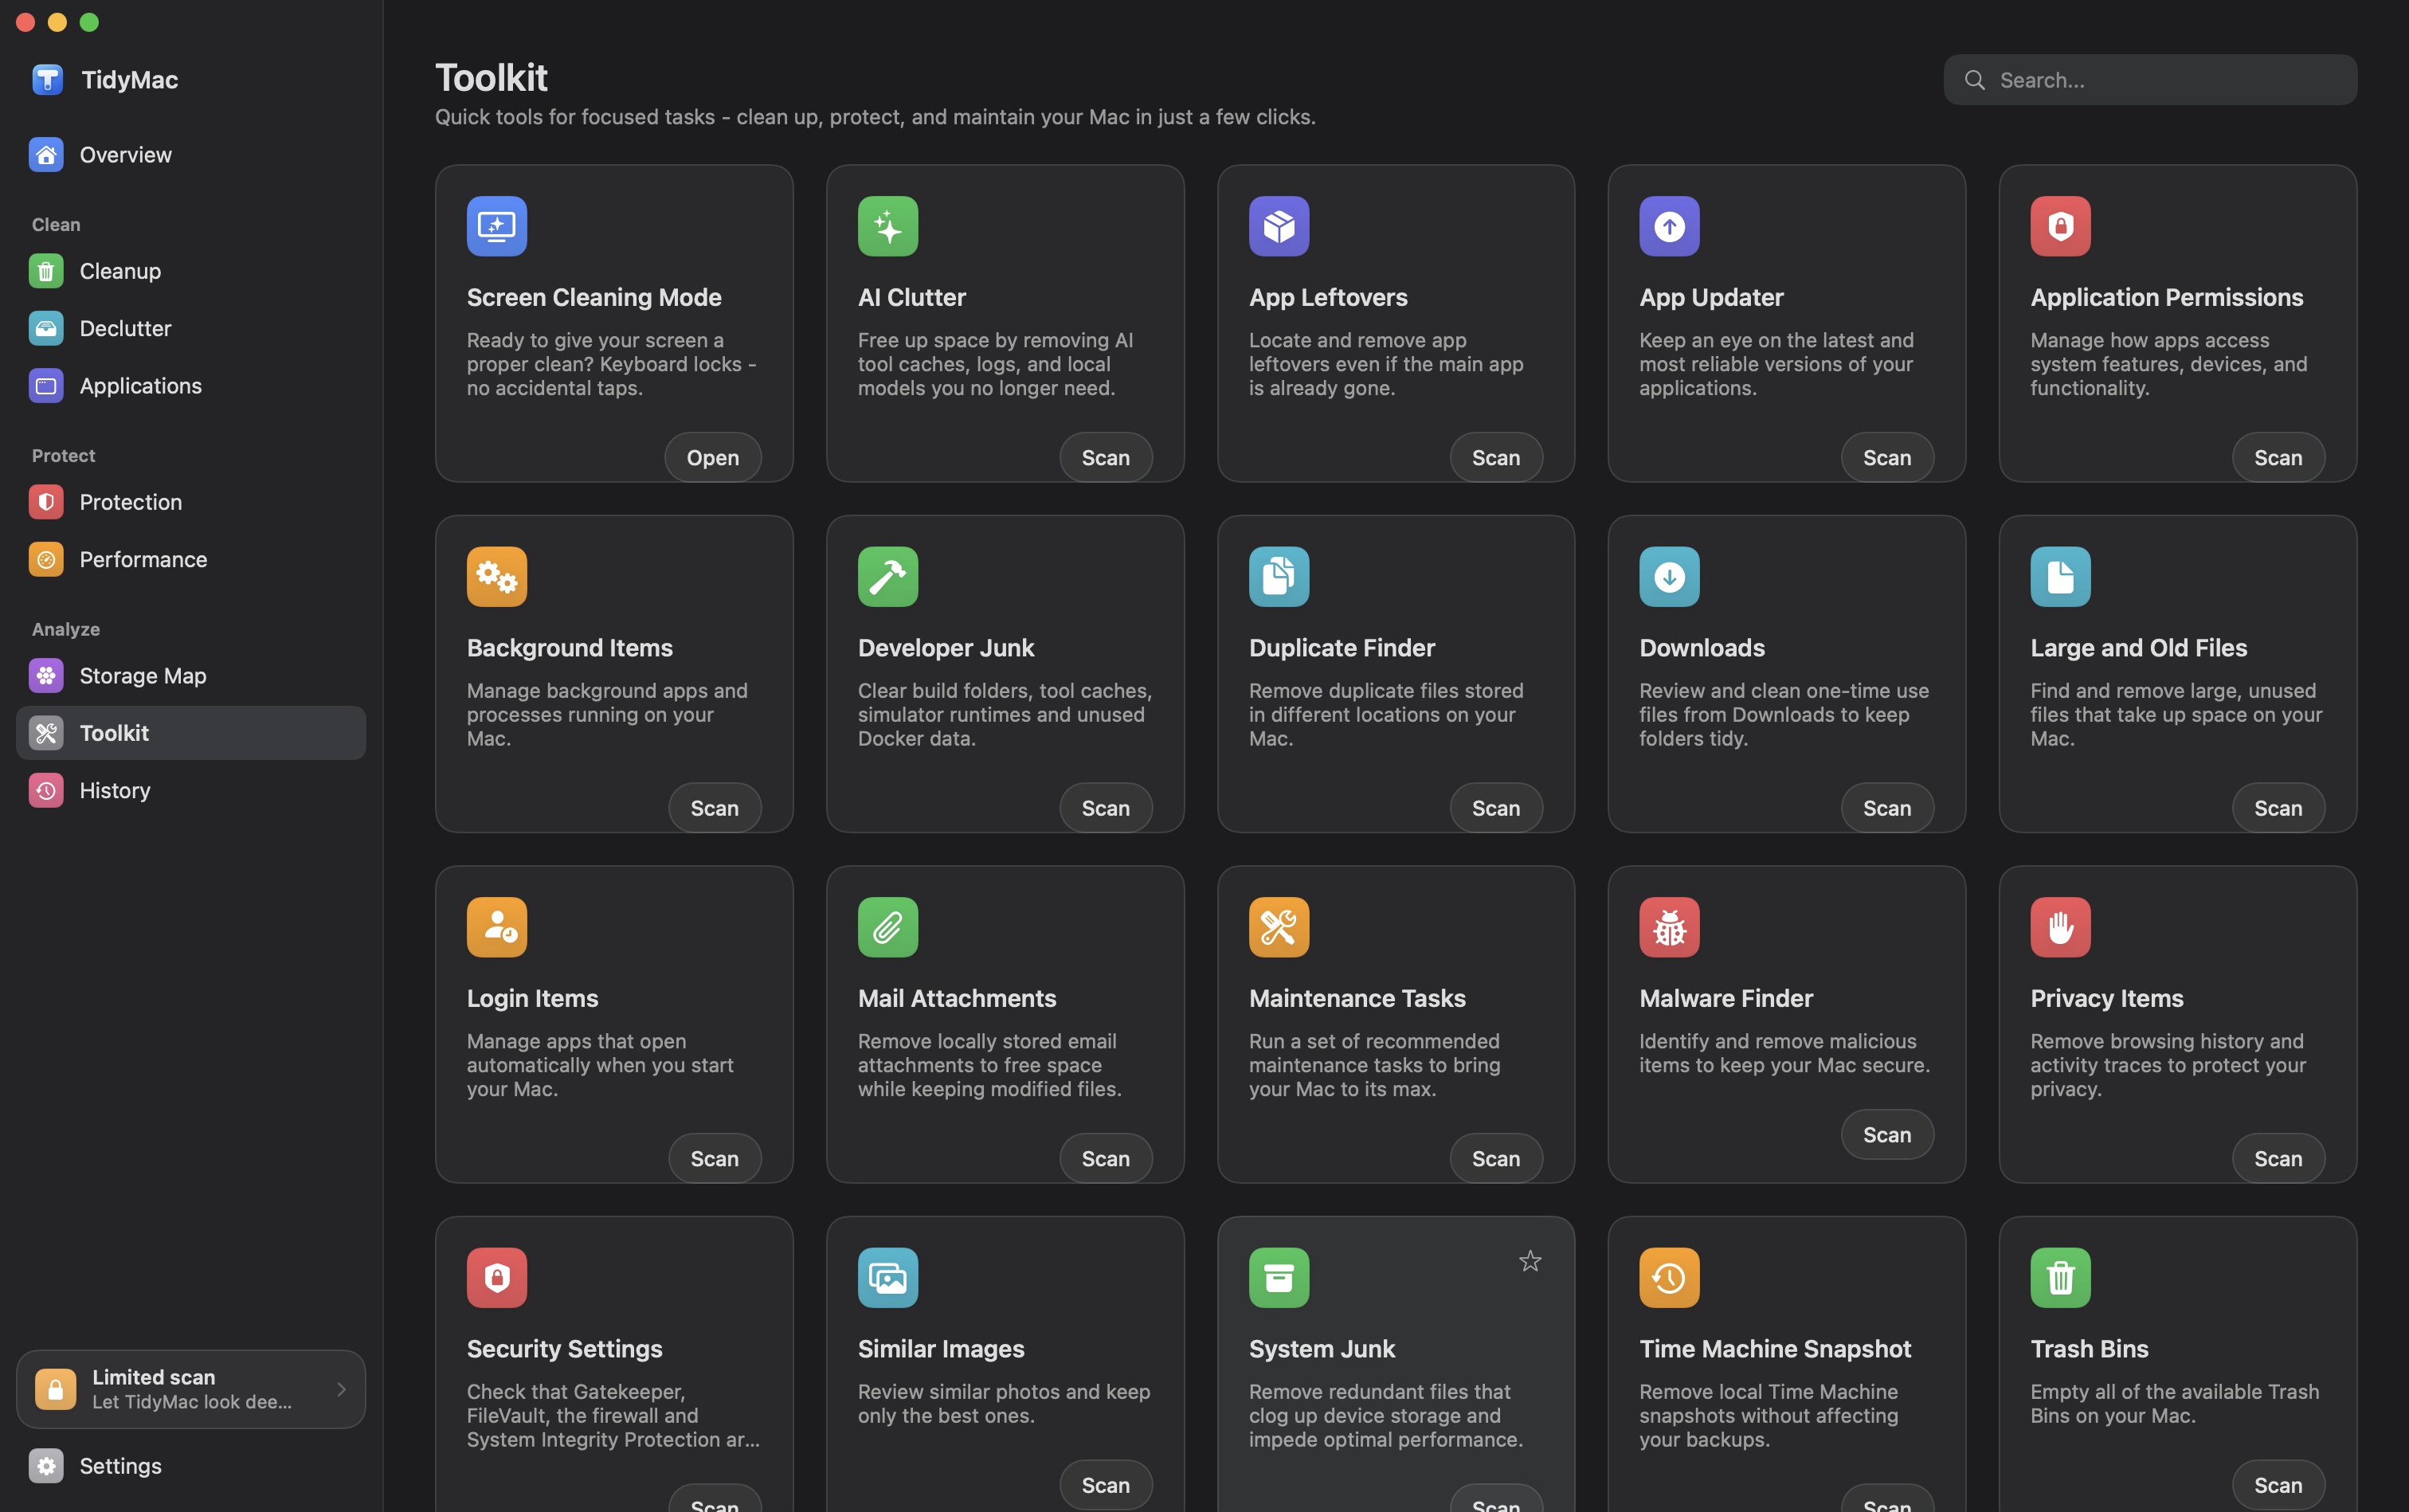 TidyMac
Overview
Clean
Cleanup
Declutter
Applications
Protect
Protection
Performance
Analyze
Storage Map
Toolkit
History
Limited scan
Let TidyMac look dee...
Settings
Toolkit
Quick tools for focused tasks - clean up, protect, and maintain your Mac in just a few clicks.
Search...
Screen Cleaning Mode
Ready to give your screen a
proper clean? Keyboard locks -
no accidental taps.
Open
AI Clutter
Free up space by removing AI
tool caches, logs, and local
models you no longer need.
Scan
App Leftovers
Locate and remove app
leftovers even if the main app
is already gone.
Scan
App Updater
Keep an eye on the latest and
most reliable versions of your
applications.
Scan
Application Permissions
Manage how apps access
system features, devices, and
functionality.
Scan
Background Items
Manage background apps and
processes running on your
Mac.
Scan
Developer Junk
Clear build folders, tool caches,
simulator runtimes and unused
Docker data.
Scan
Duplicate Finder
Remove duplicate files stored
in different locations on your
Mac.
Scan
Downloads
Review and clean one-time use
files from Downloads to keep
folders tidy.
Scan
Large and Old Files
Find and remove large, unused
files that take up space on your
Mac.
Scan
Login Items
Manage apps that open
automatically when you start
your Mac.
Scan
Mail Attachments
Remove locally stored email
attachments to free space
while keeping modified files.
Scan
Maintenance Tasks
Run a set of recommended
maintenance tasks to bring
your Mac to its max.
Scan
Malware Finder
Identify and remove malicious
items to keep your Mac secure.
Scan
Privacy Items
Remove browsing history and
activity traces to protect your
privacy.
Scan
Security Settings
Check that Gatekeeper,
FileVault, the firewall and
System Integrity Protection ar...
Scan
Similar Images
Review similar photos and keep
only the best ones.
Scan
System Junk
Remove redundant files that
clog up device storage and
impede optimal performance.
Scan
Time Machine Snapshot
Remove local Time Machine
snapshots without affecting
your backups.
Scan
Trash Bins
Empty all of the available Trash
Bins on your Mac.
Scan